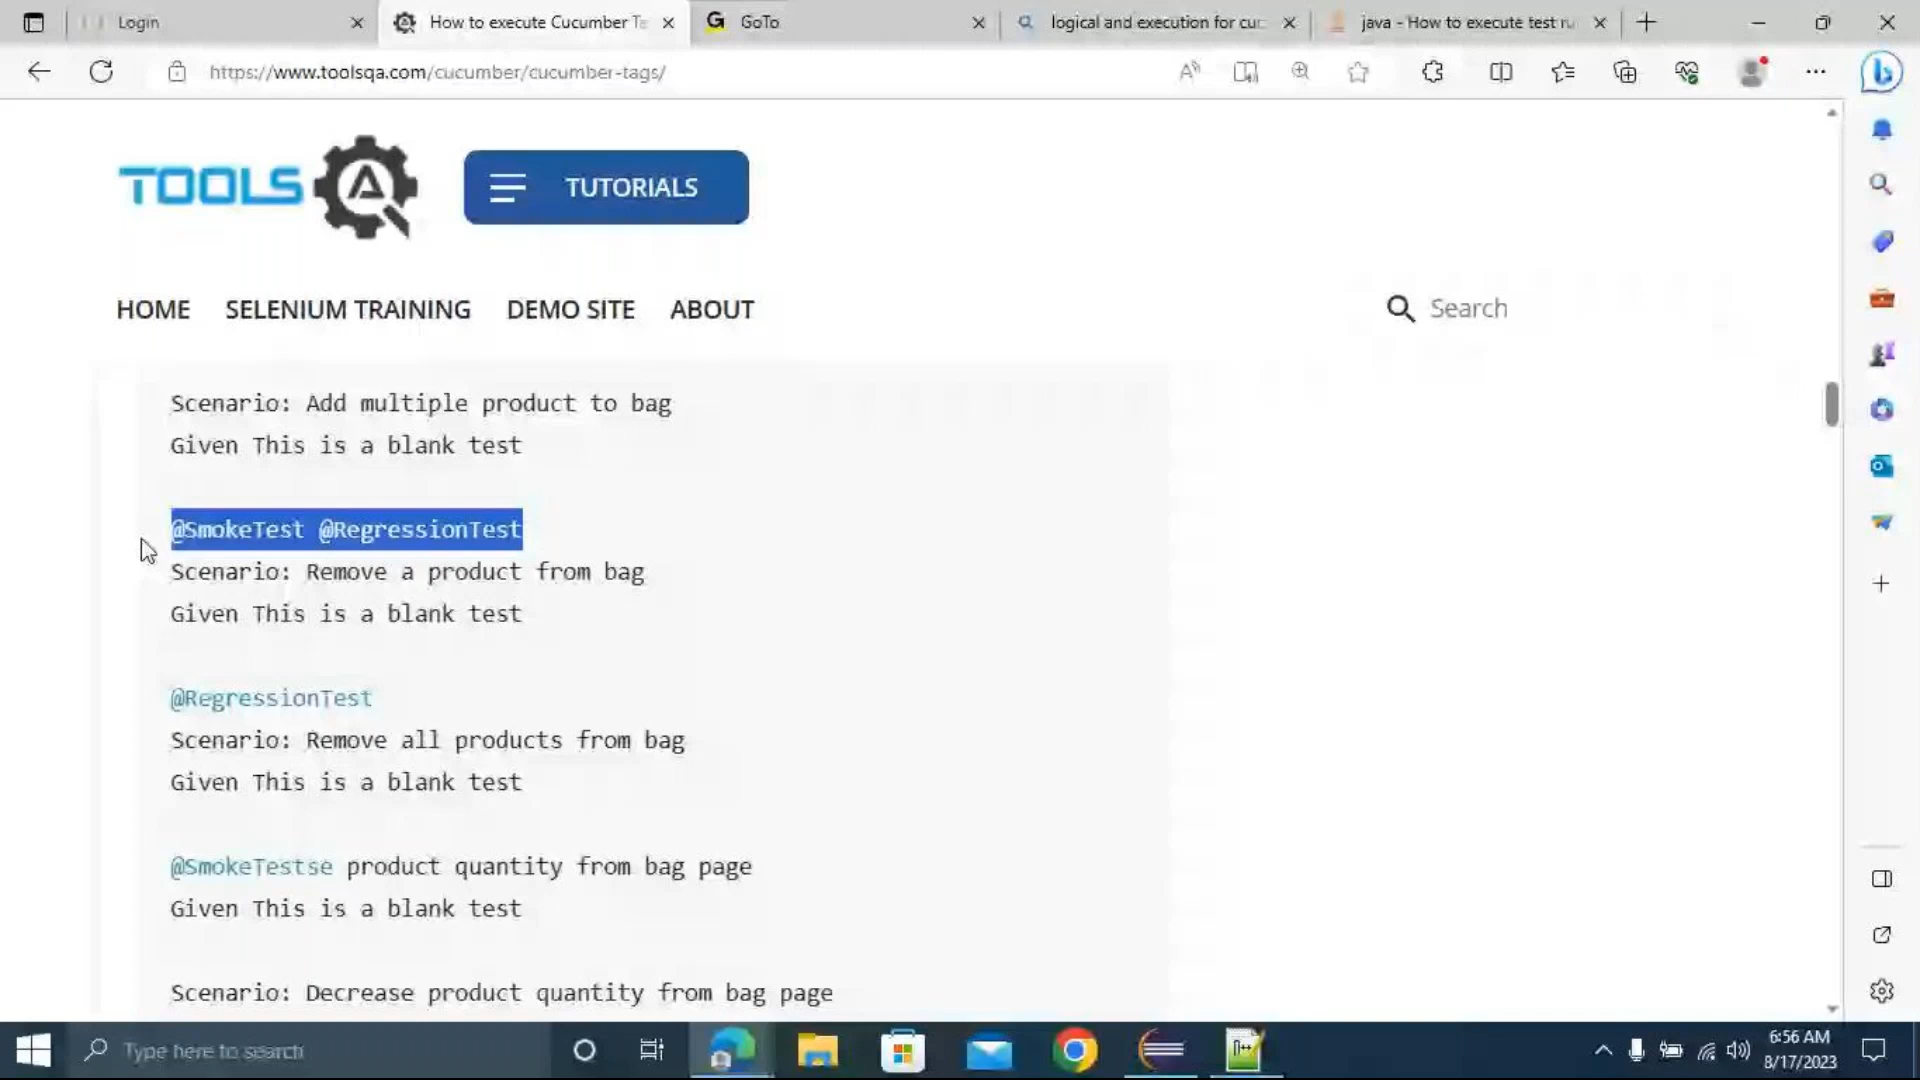 Login
How to execute Cucumber Te
GoTo
logical and execution for cuc
java - How to execute test ru
https://www.toolsqa.com/cucumber/cucumber-tags/
TOOLS
TUTORIALS
HOME SELENIUM TRAINING DEMO SITE ABOUT
Search
Scenario: Add multiple product to bag
Given This is a blank test
@SmokeTest @RegressionTest
Scenario: Remove a product from bag
Given This is a blank test
@RegressionTest
Scenario: Remove all products from bag
Given This is a blank test
@SmokeTestse product quantity from bag page
Given This is a blank test
Scenario: Decrease product quantity from bag page
Type here to search
6:56 AM
8/17/2023